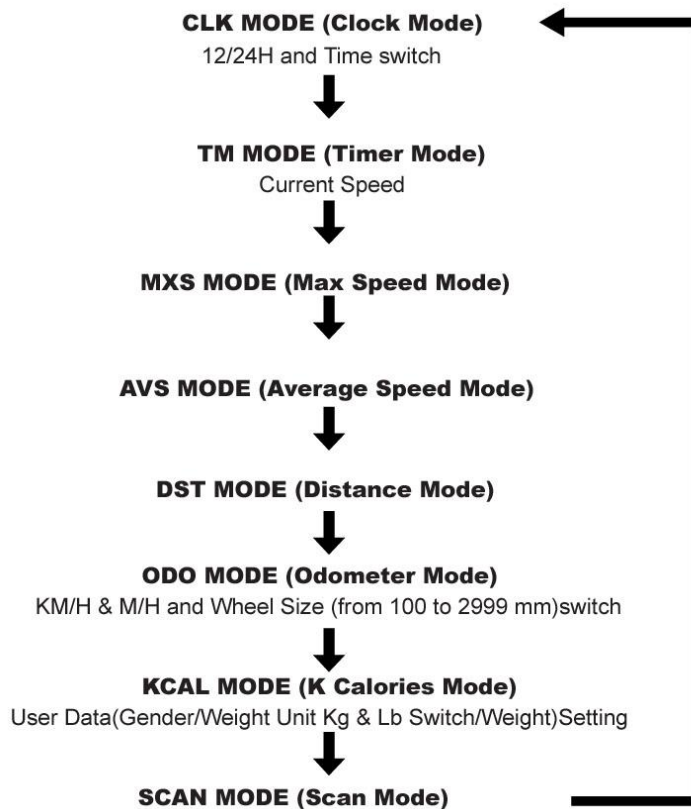 CLK MODE (Clock Mode)
12/24H and Time switch
TM MODE (Timer Mode)
Current Speed
MXS MODE (Max Speed Mode)
AVS MODE (Average Speed Mode)
DST MODE (Distance Mode)
ODO MODE (Odometer Mode)
KM/H & M/H and Wheel Size (from 100 to 2999 mm)switch
KCAL MODE (K Calories Mode)
User Data(Gender/Weight Unit Kg & Lb Switch/Weight)Setting
SCAN MODE (Scan Mode)